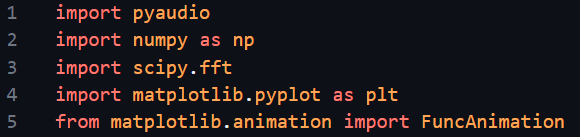 1 import pyaudio
2 import numpy as np
3 import scipy.fft
4 import matplotlib.pyplot as plt
5 from matplotlib.animation import FuncAnimation